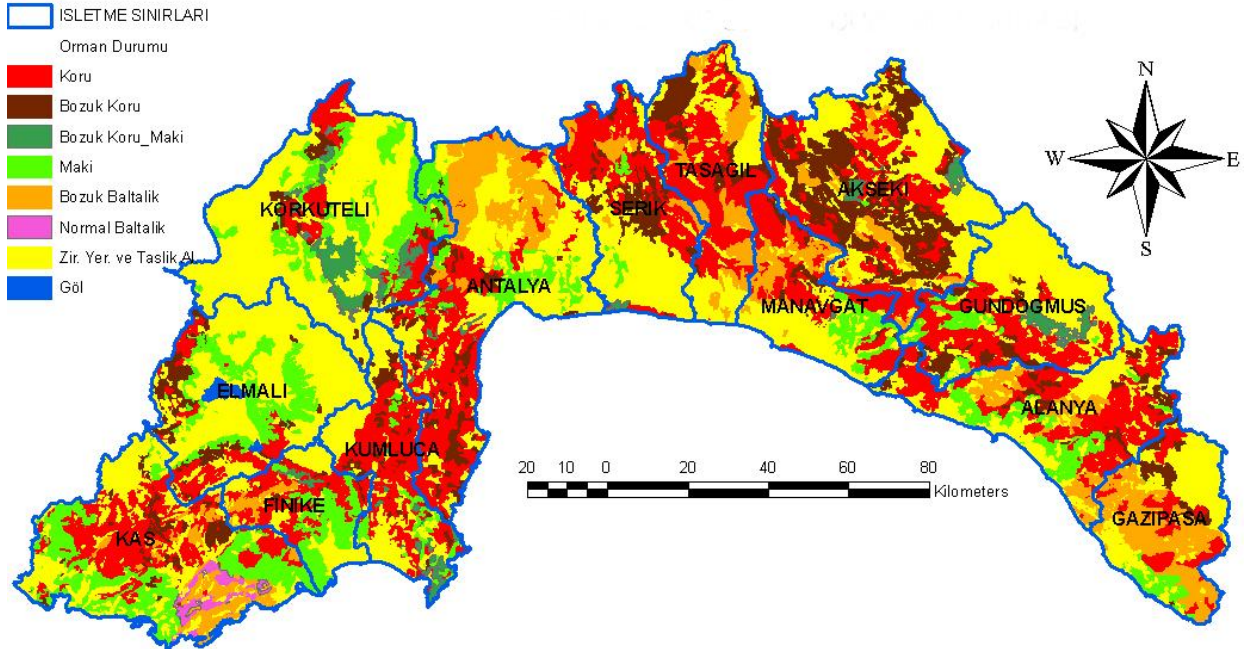 ISLETME SINIRLARI
Orman Durumu
Koru
Bozuk Koru
Bozuk Koru_Maki
Maki
Bozuk Baltalik
Normal Baltalik
Zir. Yer. ve Taslik Al.
Göl
N
W E
S
KORKUTELI
ANTALYA
SERIK
TASAGIL
AKSEKI
MANAVGAT
GUNDOGMUS
ELMALI
KUMLUCA
ALANYA
KAS
FINIKE
GAZIPASA
20 10 0 20 40 60 80
Kilometers